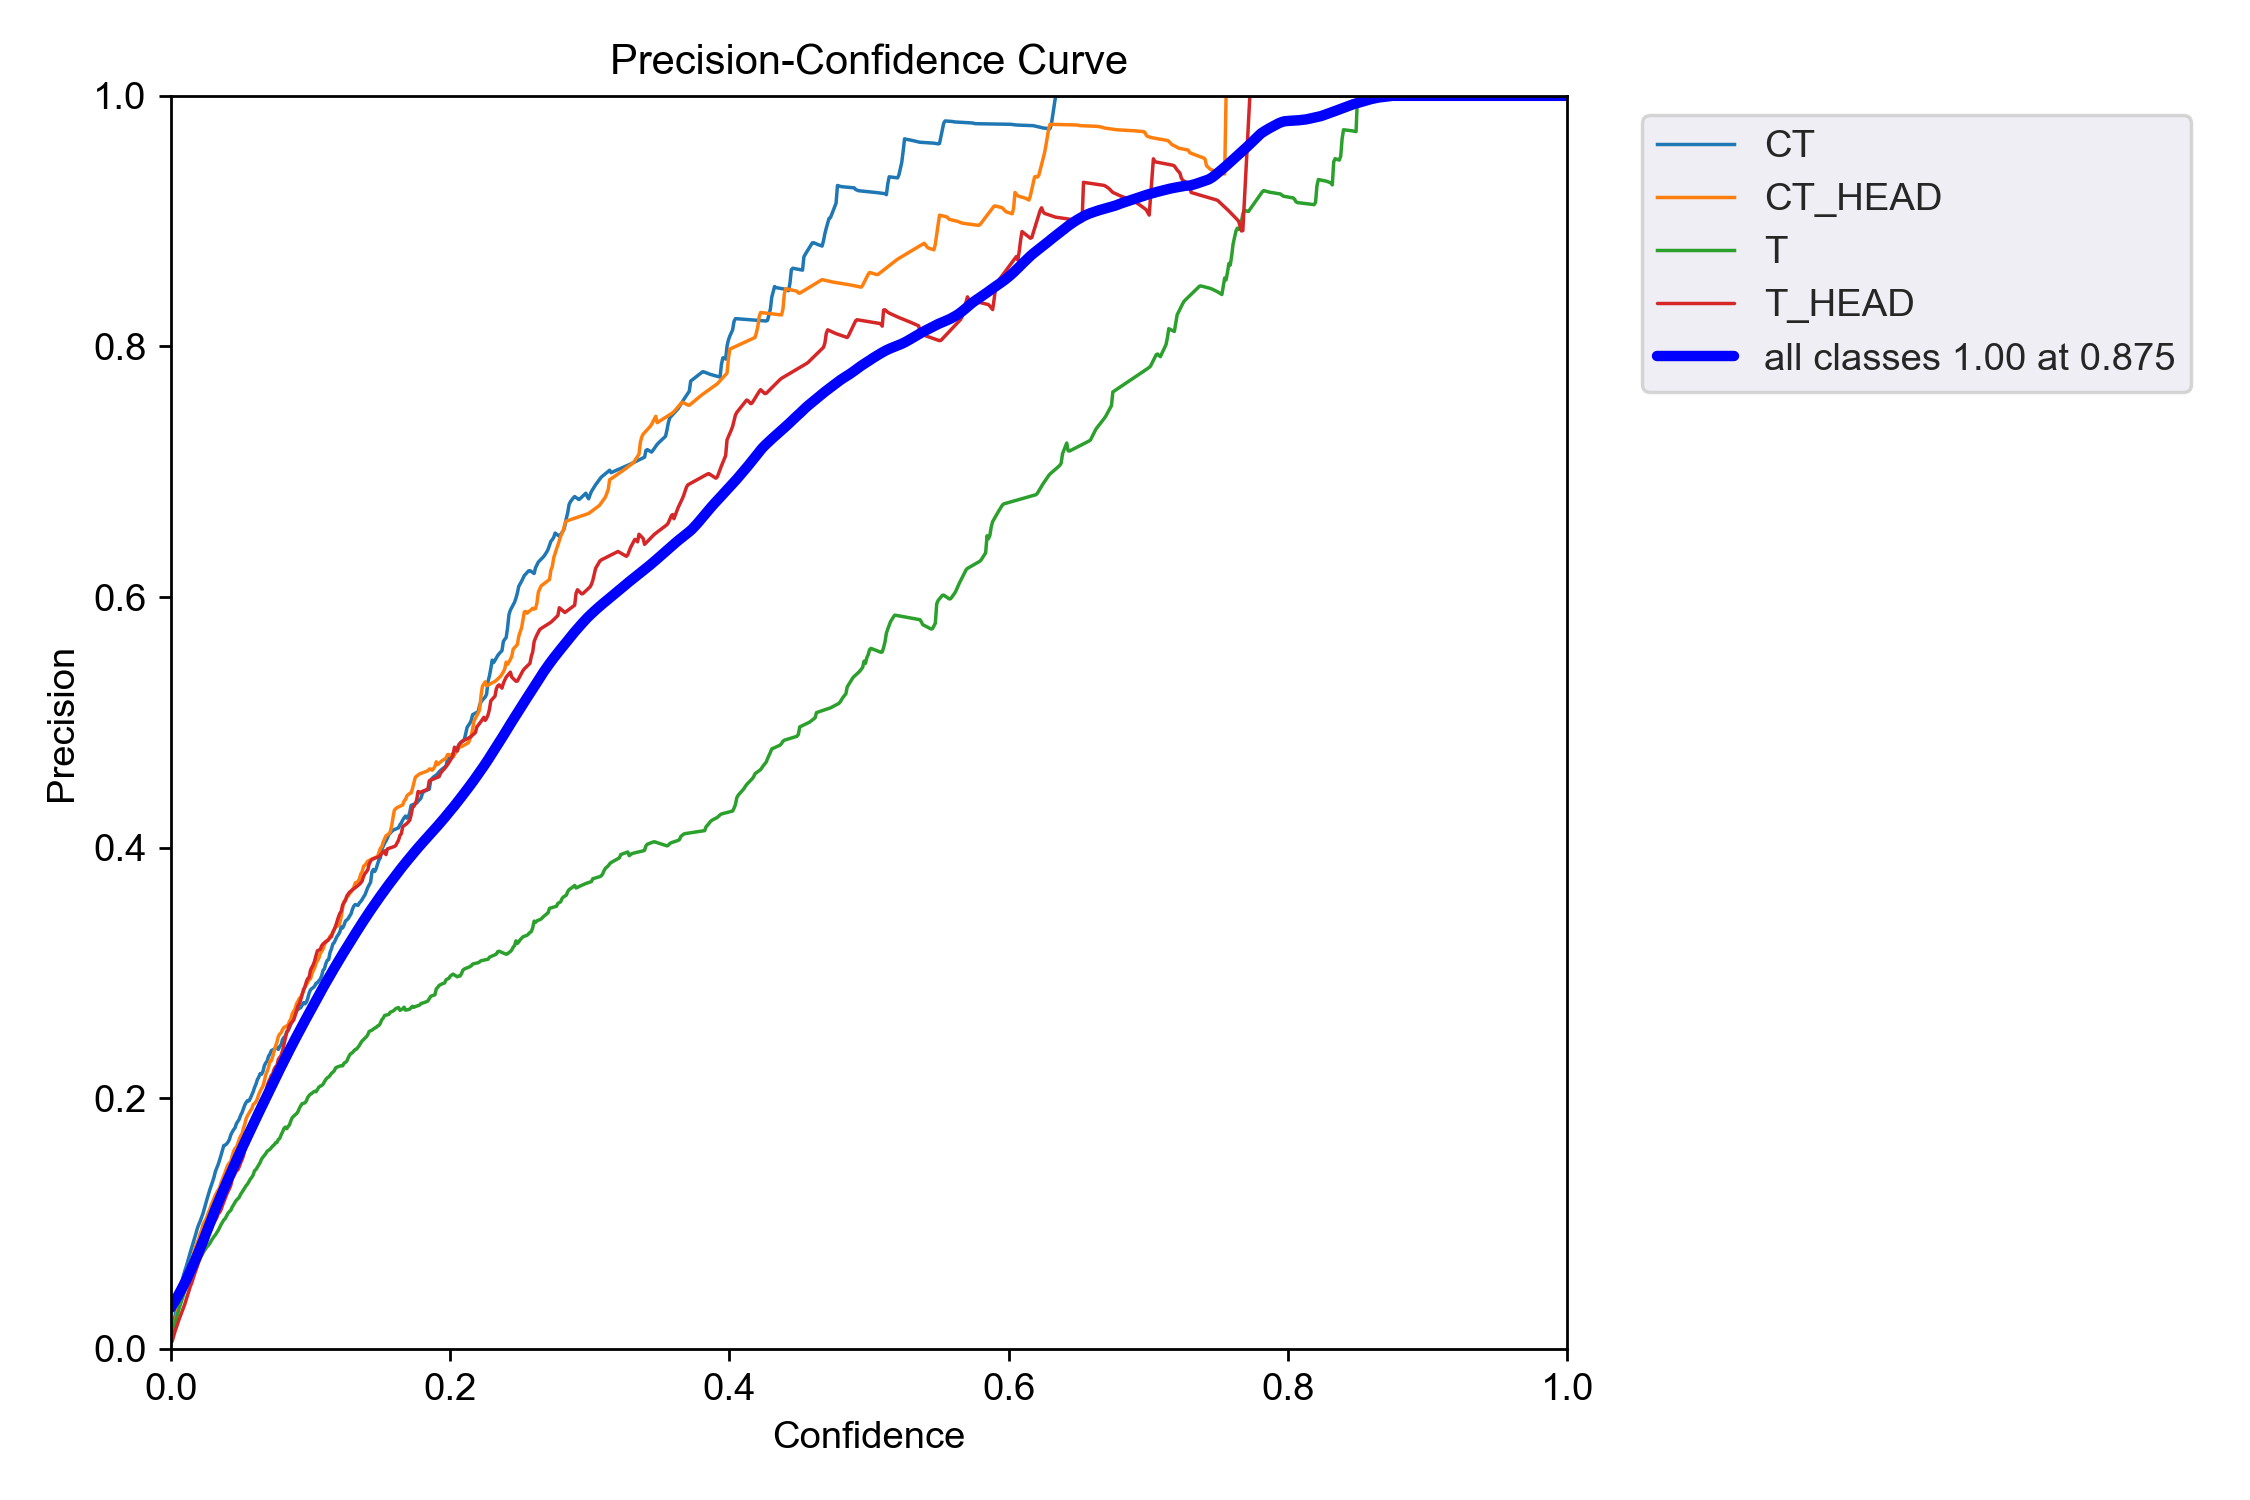 Precision-Confidence Curve
1.0
0.8
0.6
0.4
0.2
0.0
Precision
0.0 0.2 0.4 0.6 0.8 1.0
Confidence
CT
CT_HEAD
T
T_HEAD
all classes 1.00 at 0.875